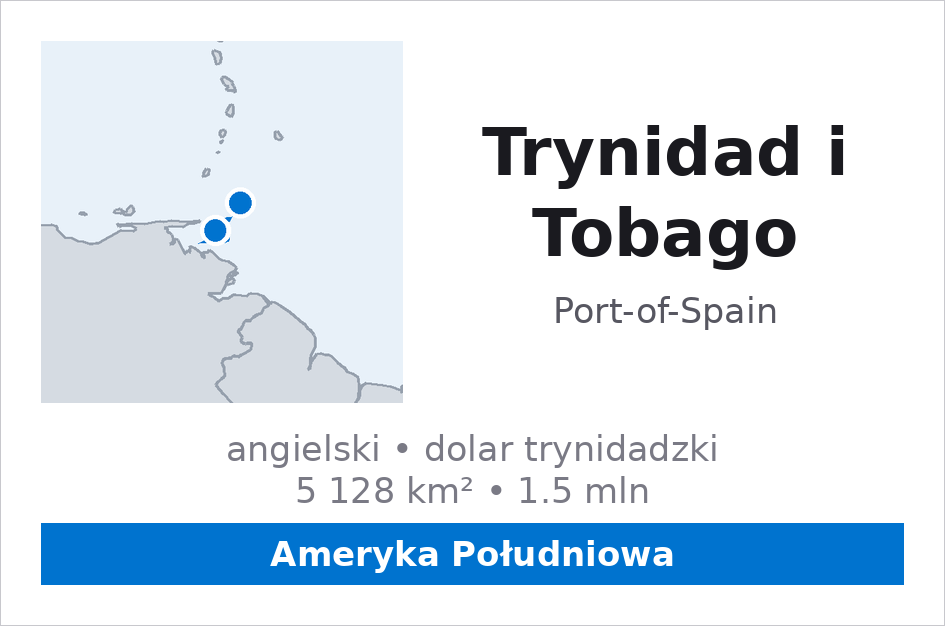 Trynidad i
Tobago
Port-of-Spain
angielski • dolar trynidadzki
5 128 km² • 1.5 mln
Ameryka Południowa